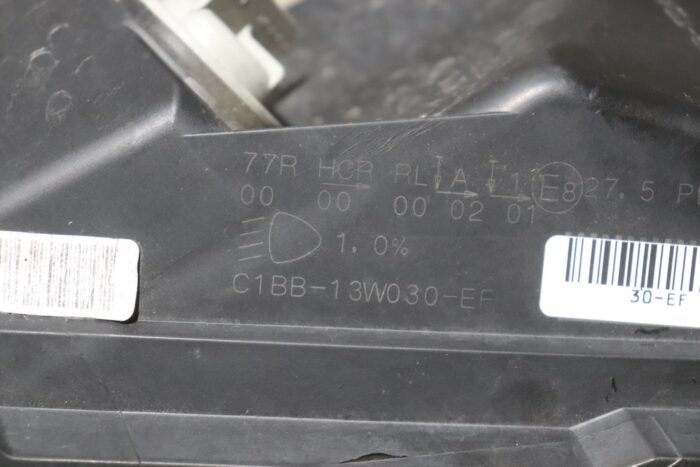 77R HCR RL A 1 E8 27.5
00 00 00 02 01
1.0%
C1BB-13W030-EF
30-EF